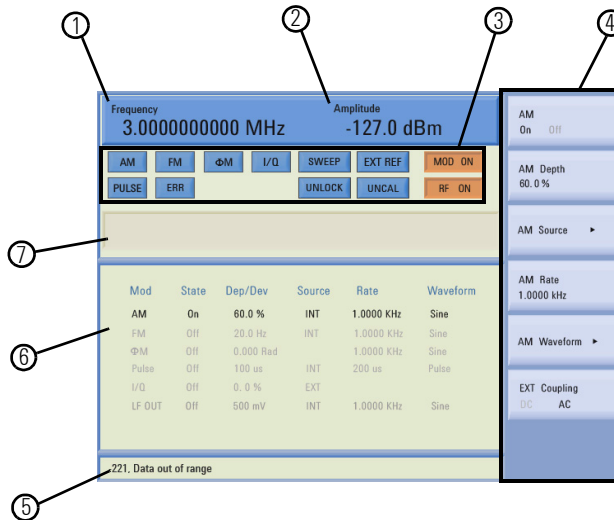 1
2
3
4
Frequency
3.0000000000 MHz
Amplitude
-127.0 dBm
AM FM ΦM I/Q SWEEP EXT REF MOD ON
PULSE ERR UNLOCK UNCAL RF ON
7
Mod State Dep/Dev Source Rate Waveform
AM On 60.0 % INT 1.0000 KHz Sine
FM Off 20.0 Hz INT 1.0000 KHz Sine
ΦM Off 0.000 Rad 1.0000 KHz Sine
Pulse Off 100 us INT 200 us Pulse
I/Q Off 0. 0 % EXT
LF OUT Off 500 mV INT 1.0000 KHz Sine
6
221, Data out of range
5
AM
On Off
AM Depth
60. 0 %
AM Source ▸
AM Rate
1.0000 kHz
AM Waveform ▸
EXT Coupling
DC AC